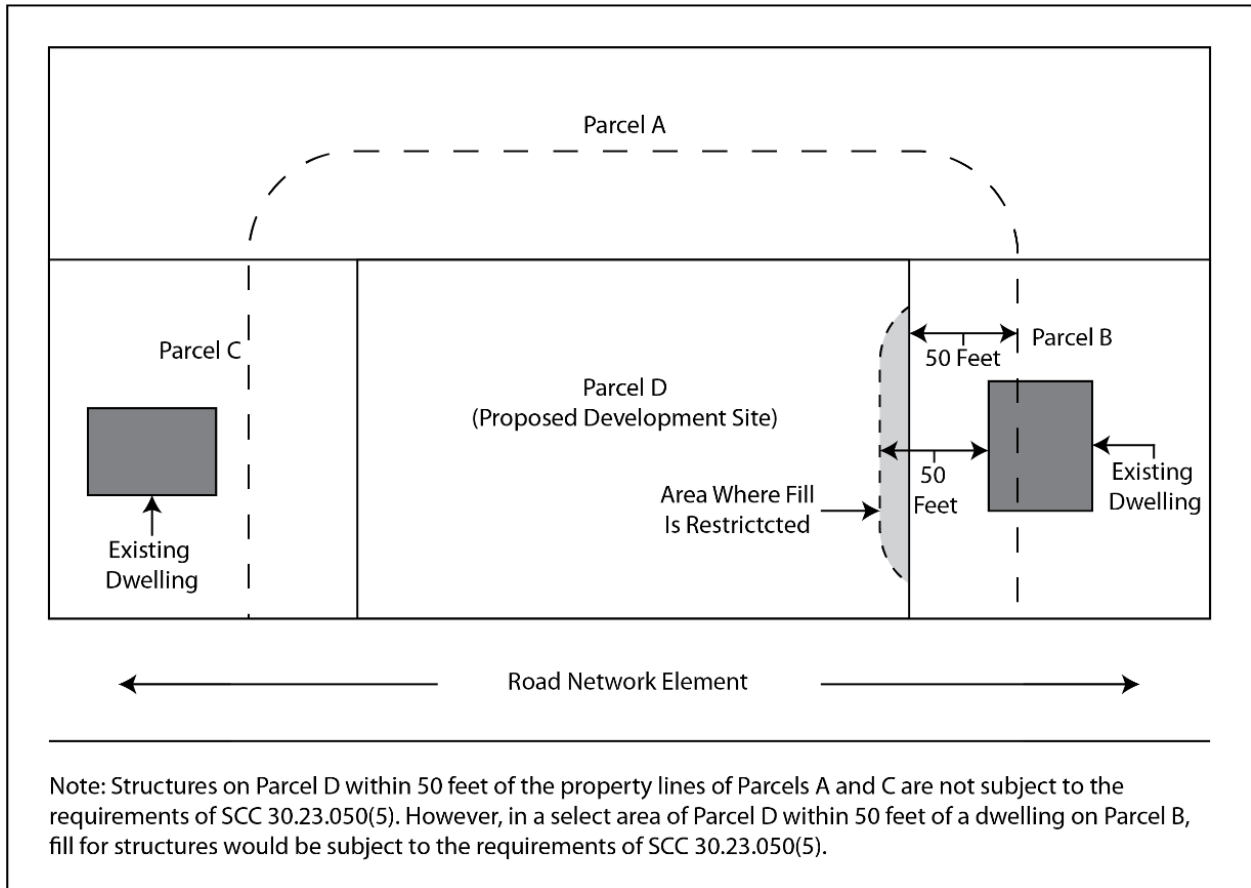 Parcel A
Parcel C
Parcel B
50 Feet
Parcel D
(Proposed Development Site)
50
Feet
Existing
Dwelling
Area Where Fill
Is Restrictcted
Existing
Dwelling
Road Network Element
Note: Structures on Parcel D within 50 feet of the property lines of Parcels A and C are not subject to the
requirements of SCC 30.23.050(5). However, in a select area of Parcel D within 50 feet of a dwelling on Parcel B,
fill for structures would be subject to the requirements of SCC 30.23.050(5).